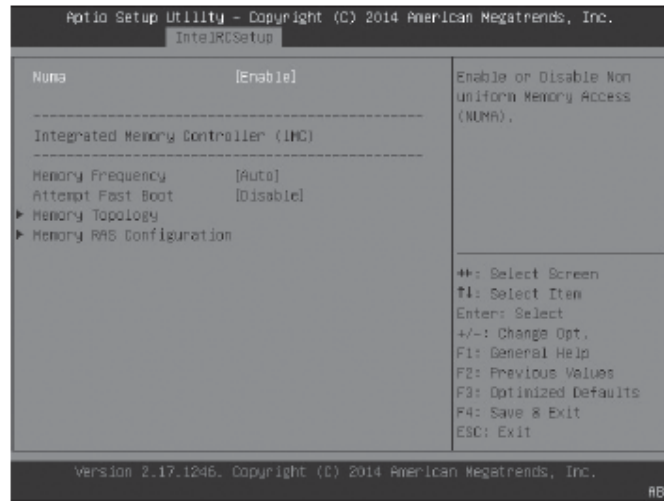 Aptio Setup Utility – Copyright (C) 2014 American Megatrends, Inc.
IntelRCSetup
Numa [Enable]
Integrated Memory Controller (iMC)
Memory Frequency [Auto]
Attempt Fast Boot [Disable]
Memory Topology
Memory RAS Configuration
Enable or Disable Non
uniform Memory Access
(NUMA).
→←: Select Screen
↑↓: Select Item
Enter: Select
+/-: Change Opt.
F1: General Help
F2: Previous Values
F3: Optimized Defaults
F4: Save & Exit
ESC: Exit
Version 2.17.1246. Copyright (C) 2014 American Megatrends, Inc.
AB